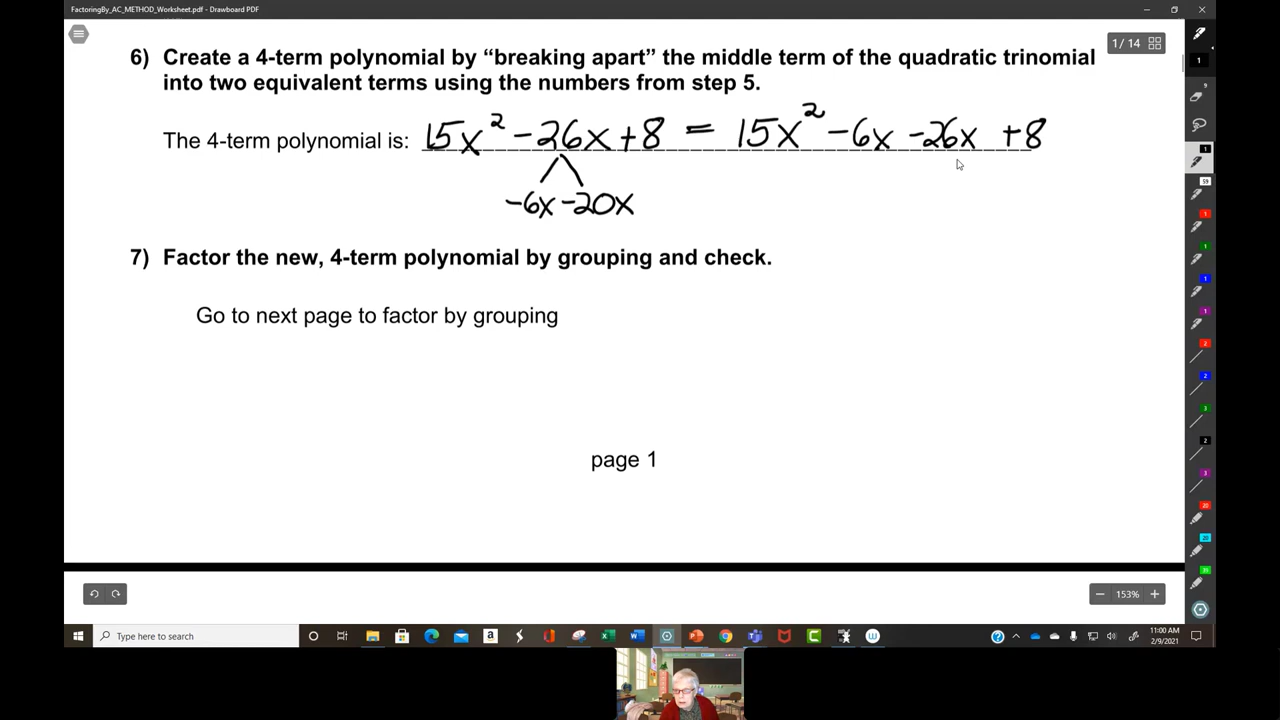 FactoringBy_AC_METHOD_Worksheet.pdf - Drawboard PDF
1 / 14
6) Create a 4-term polynomial by “breaking apart” the middle term of the quadratic trinomial
into two equivalent terms using the numbers from step 5.
The 4-term polynomial is: 15x² -26x +8 = 15x² -6x -26x +8
-6x -20x
7) Factor the new, 4-term polynomial by grouping and check.
Go to next page to factor by grouping
page 1
153%
Type here to search
11:00 AM
2/9/2021